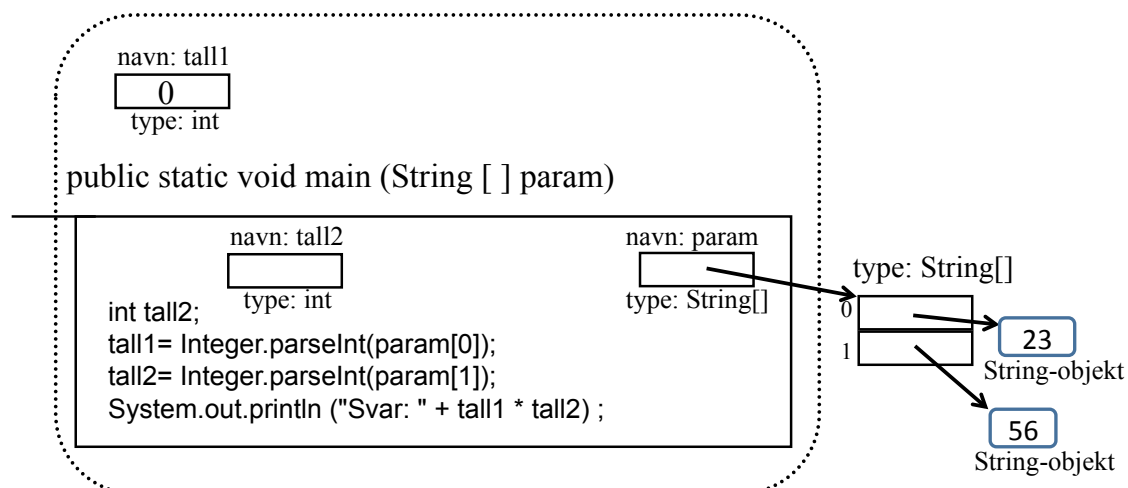 navn: tall1
0
type: int
public static void main (String [ ] param)
navn: tall2
type: int
navn: param
type: String[]
int tall2;
tall1= Integer.parseInt(param[0]);
tall2= Integer.parseInt(param[1]);
System.out.println ("Svar: " + tall1 * tall2) ;
type: String[]
0
1
23
String-objekt
56
String-objekt